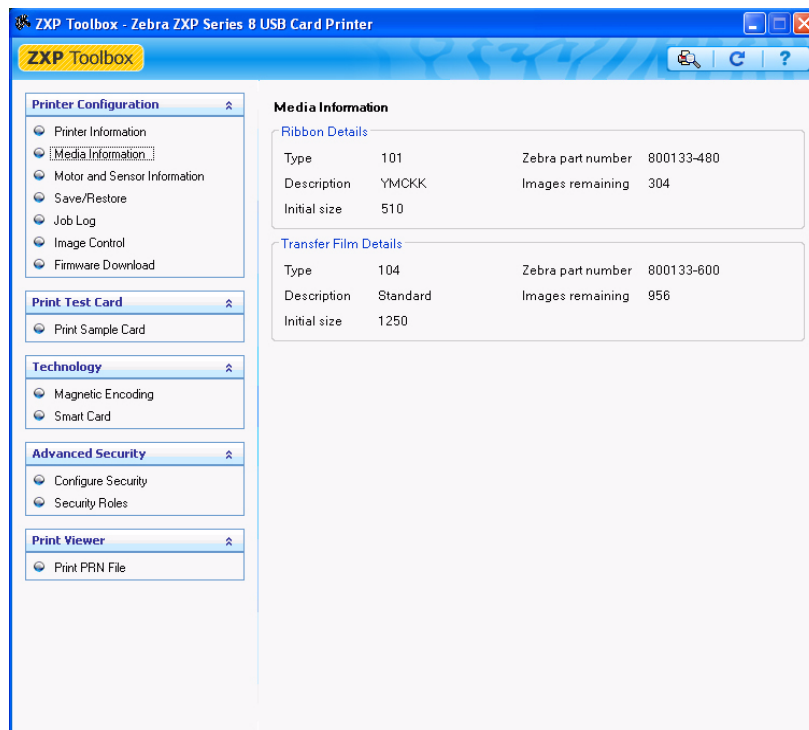 ZXP Toolbox - Zebra ZXP Series 8 USB Card Printer
ZXP Toolbox
?
Printer Configuration
Printer Information
Media Information
Motor and Sensor Information
Save/Restore
Job Log
Image Control
Firmware Download
Print Test Card
Print Sample Card
Technology
Magnetic Encoding
Smart Card
Advanced Security
Configure Security
Security Roles
Print Viewer
Print PRN File
Media Information
Ribbon Details
Type 101 Zebra part number 800133-480
Description YMCKK Images remaining 304
Initial size 510
Transfer Film Details
Type 104 Zebra part number 800133-600
Description Standard Images remaining 956
Initial size 1250